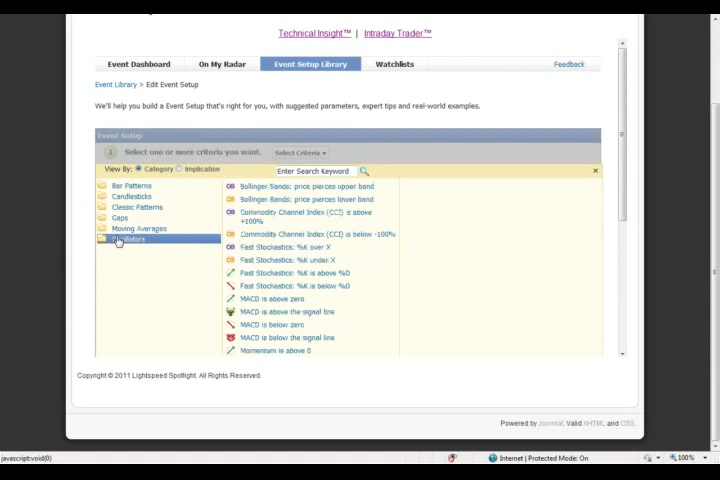 Technical Insight™ | Intraday Trader™
Event Dashboard On My Radar Event Setup Library Watchlists Feedback
Event Library > Edit Event Setup
We'll help you build a Event Setup that's right for you, with suggested parameters, expert tips and real-world examples.
Event Setup
1 Select one or more criteria you want. Select Criteria
View By: Category Implication Enter Search Keyword x
Bar Patterns
Candlesticks
Classic Patterns
Gaps
Moving Averages
OB Bollinger Bands: price pierces upper band
OB Bollinger Bands: price pierces lower band
OB Commodity Channel Index (CCI) is above
+100%
OB Commodity Channel Index (CCI) is below -100%
OB Fast Stochastics: %K over X
OB Fast Stochastics: %K under X
Fast Stochastics: %K is above %D
Fast Stochastics: %K is below %D
MACD is above zero
MACD is above the signal line
MACD is below zero
MACD is below the signal line
Momentum is above 0
Copyright © 2011 Lightspeed Spotlight. All Rights Reserved.
Powered by Joomla!. Valid XHTML and CSS.
javascript:void(0) Internet | Protected Mode: On 100%